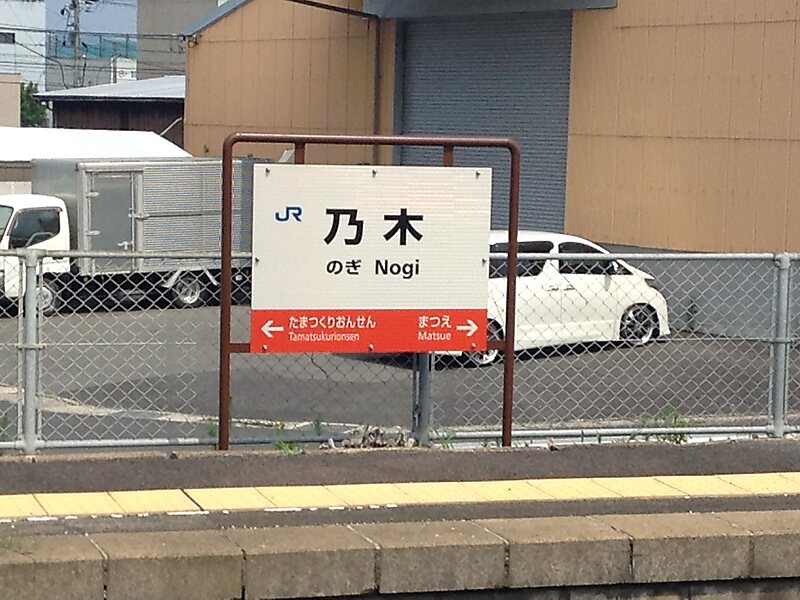 JR 乃木
のぎ Nogi
← たまつくりおんせん まつえ →
Tamatsukurionsen Matsue